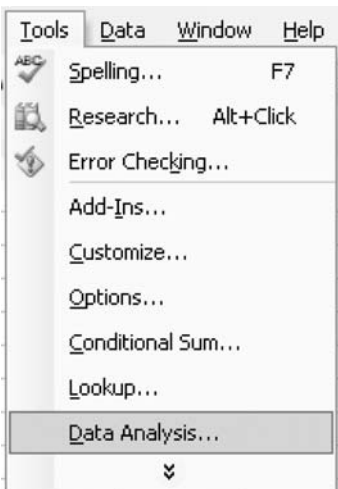 Tools Data Window Help
ABC Spelling... F7
Research... Alt+Click
Error Checking...
Add-Ins...
Customize...
Options...
Conditional Sum...
Lookup...
Data Analysis...